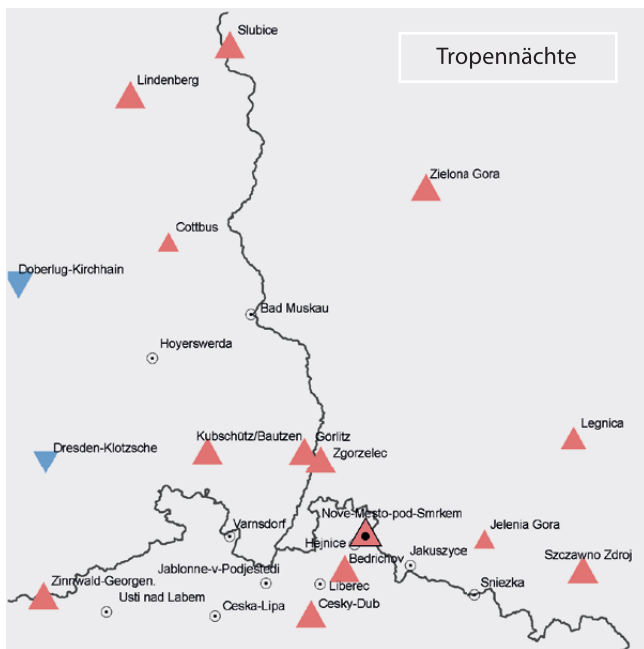 Slubice
Tropennächte
Lindenberg
Zielona Gora
Cottbus
Doberlug-Kirchhain
Bad Muskau
Hoyerswerda
Legnica
Kubschütz/Bautzen
Görlitz
Dresden-Klotzsche
Zgorzelec
Nove-Mesto-pod-Smrkem
Varnsdorf
Jelenia Gora
Hejnice
Jakuszyce
Szczawno Zdroj
Bedrichov
Zinnwald-Georgen.
Jablonne-v-Podjestedi
Liberec
Sniezka
Usti nad Labem
Ceska-Lipa
Cesky-Dub